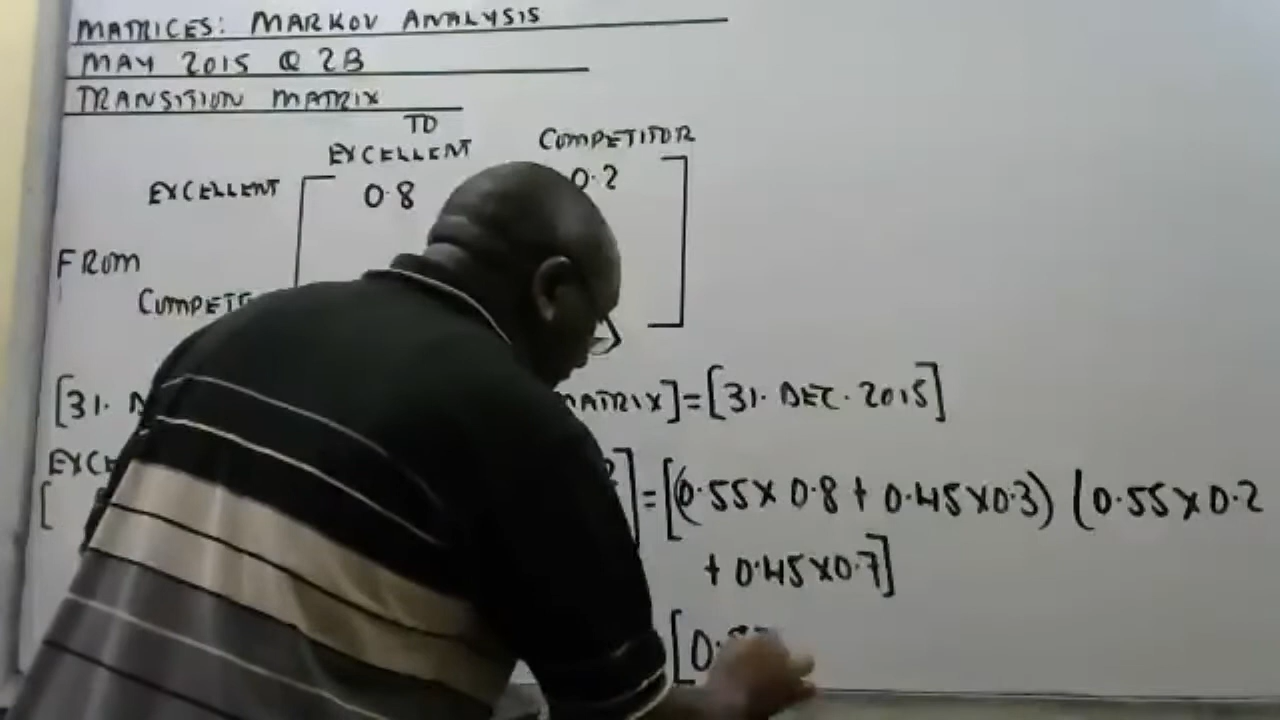 MATRICES: MARKOV ANALYSIS
MAY 2015 Q 2B
TRANSITION MATRIX
TO
EXCELLENT COMPETITOR
EXCELLENT 0.8 0.2
FROM
[31. MATRIX] = [31. DEC. 2015]
[ ] = [(0.55 x 0.8 + 0.45 x 0.3) (0.55 x 0.2
+ 0.45 x 0.7]
[0.